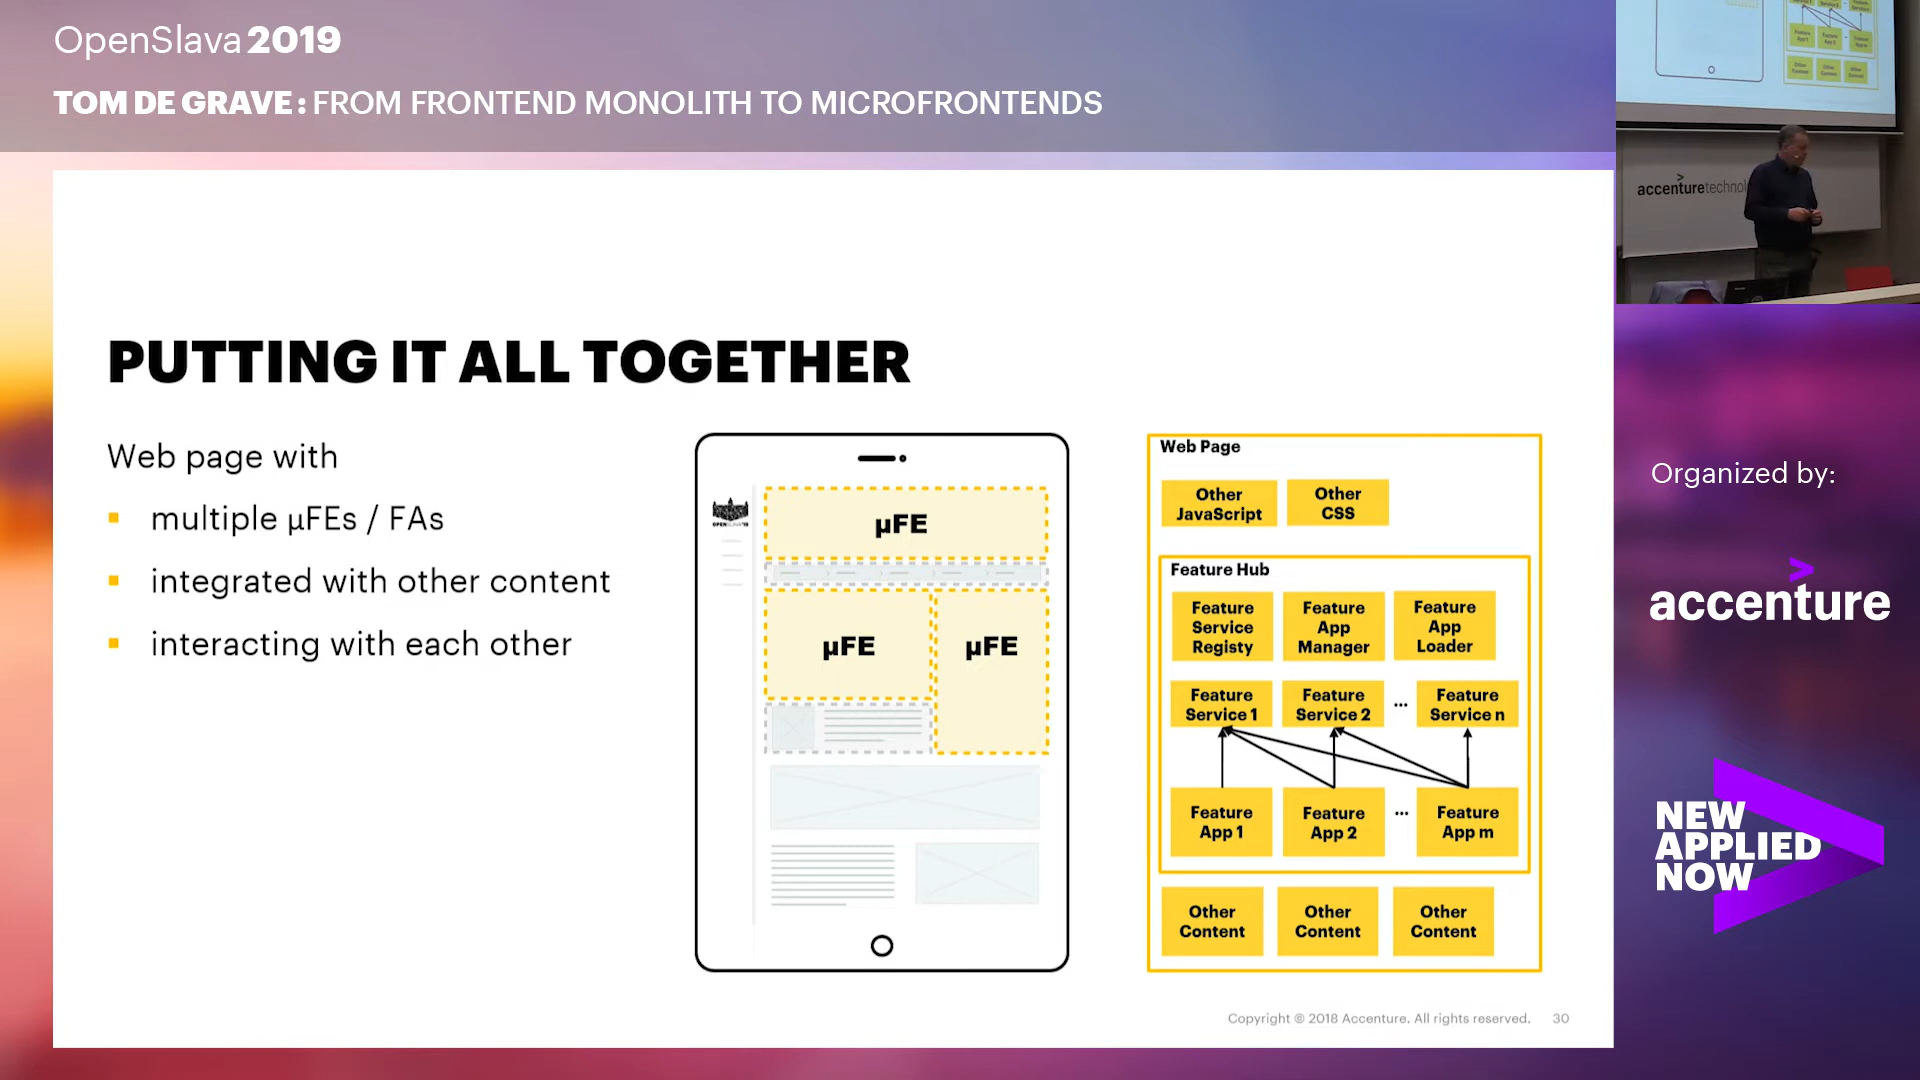 OpenSlava 2019
TOM DE GRAVE: FROM FRONTEND MONOLITH TO MICROFRONTENDS
accenturetechnol
PUTTING IT ALL TOGETHER
Web page with
multiple µFEs / FAs
integrated with other content
interacting with each other
µFE
µFE
µFE
Web Page
Other
JavaScript
Other
CSS
Feature Hub
Feature
Service
Registy
Feature
App
Manager
Feature
App
Loader
Feature
Service 1
Feature
Service 2
...
Feature
Service n
Feature
App 1
Feature
App 2
...
Feature
App m
Other
Content
Other
Content
Other
Content
Copyright © 2018 Accenture. All rights reserved. 30
Organized by:
accenture
NEW
APPLIED
NOW